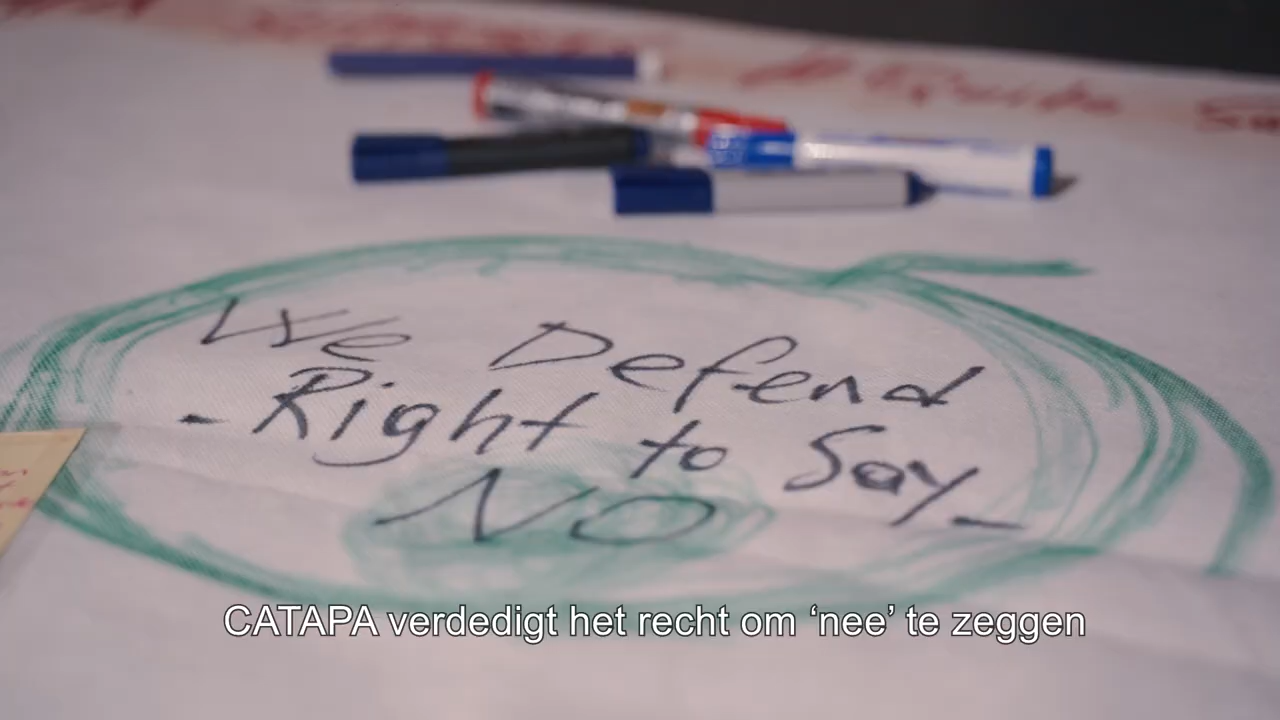 We Defend
- Right to Say -
NO
CATAPA verdedigt het recht om ‘nee’ te zeggen